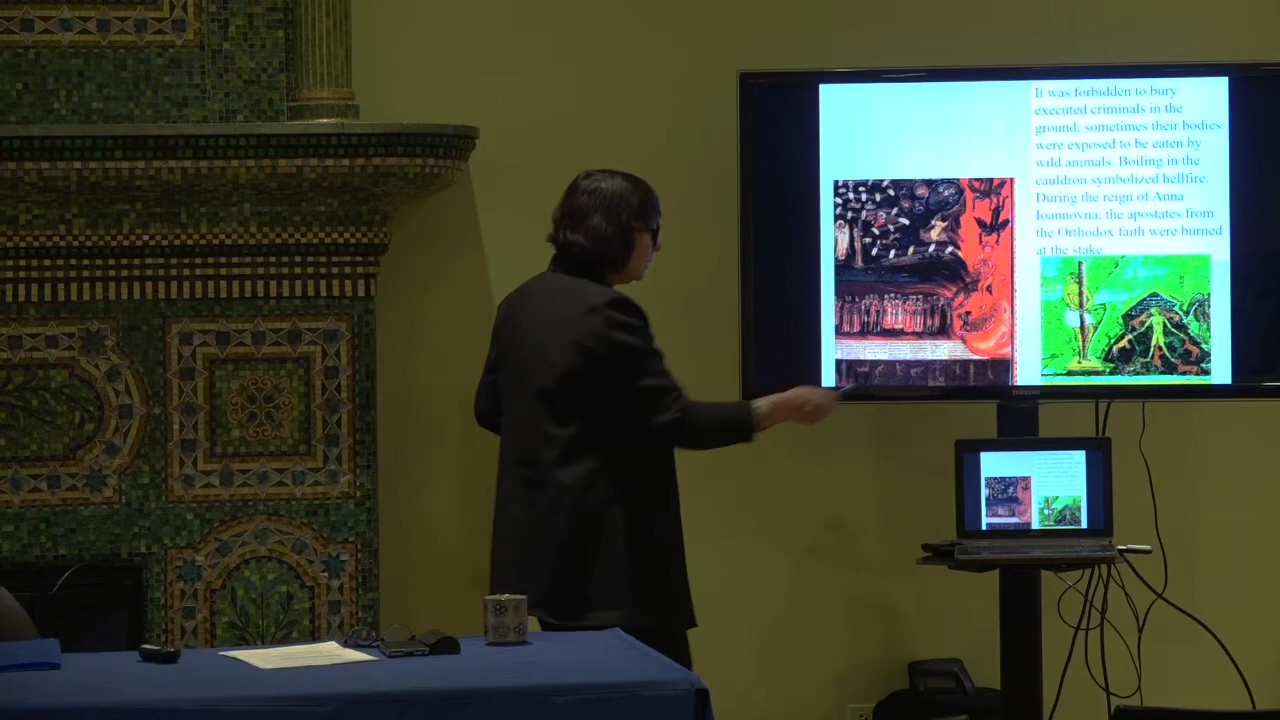 It was forbidden to bury
executed criminals in the
ground; sometimes their bodies
were exposed to be eaten by
wild animals. Boiling in the
cauldron symbolized hellfire.
During the reign of Anna
Ioannovna, the apostates from
the Orthodox faith were burned
at the stake
SAMSUNG